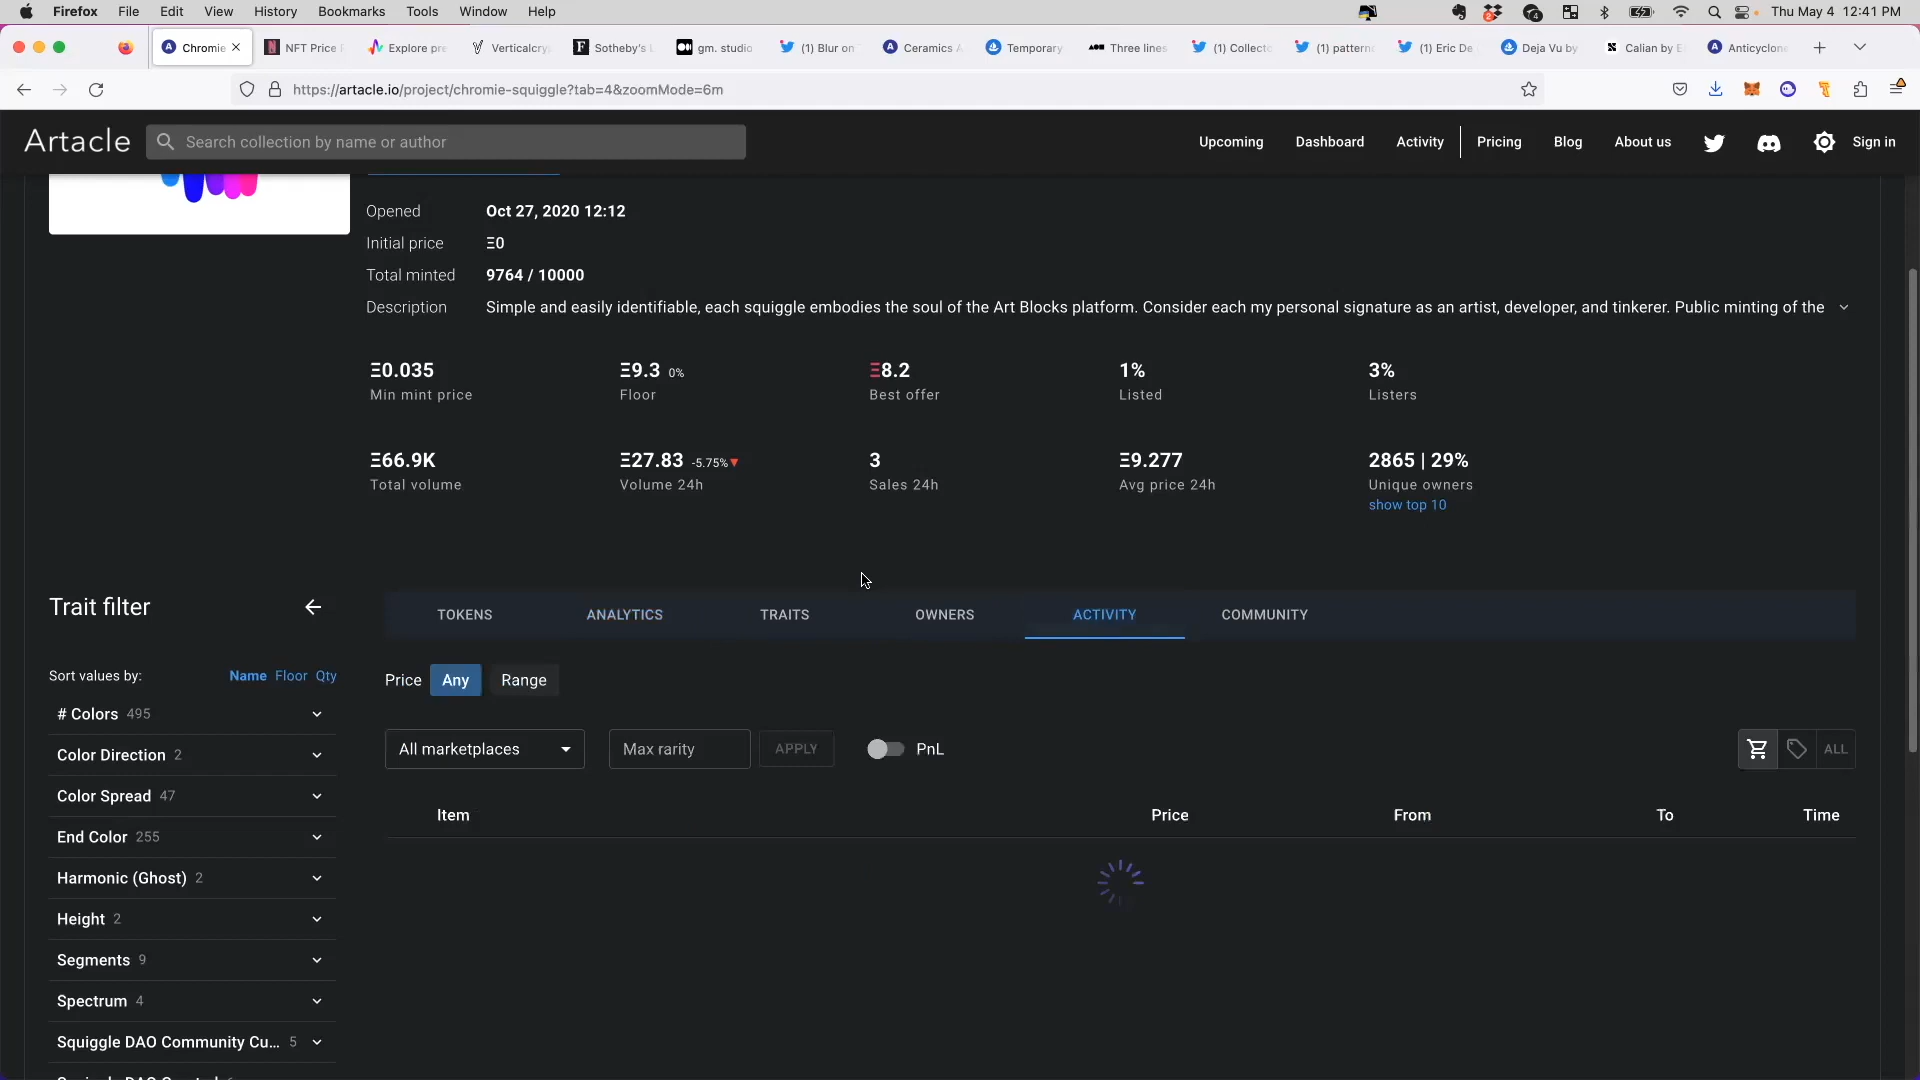 Firefox File Edit View History Bookmarks Tools Window Help Thu May 4 12:41 PM
Chromie NFT Price Explore pre Verticalcry Sotheby's gm. studio (1) Blur on Ceramics Temporary Three lines (1) Collecto (1) pattern (1) Eric De Deja Vu by Calian by E Anticyclon
https://artacle.io/project/chromie-squiggle?tab=4&zoomMode=6m
Artacle Search collection by name or author Upcoming Dashboard Activity Pricing Blog About us Sign in
Opened Oct 27, 2020 12:12
Initial price Ξ0
Total minted 9764 / 10000
Description Simple and easily identifiable, each squiggle embodies the soul of the Art Blocks platform. Consider each my personal signature as an artist, developer, and tinkerer. Public minting of the
Ξ0.035 Ξ9.3 0% Ξ8.2 1% 3%
Min mint price Floor Best offer Listed Listers
Ξ66.9K Ξ27.83 -5.75%▼ 3 Ξ9.277 2865 | 29%
Total volume Volume 24h Sales 24h Avg price 24h Unique owners
show top 10
Trait filter TOKENS ANALYTICS TRAITS OWNERS ACTIVITY COMMUNITY
Sort values by: Name Floor Qty Price Any Range
# Colors 495
All marketplaces Max rarity APPLY PnL ALL
Color Direction 2
Color Spread 47
Item Price From To Time
End Color 255
Harmonic (Ghost) 2
Height 2
Segments 9
Spectrum 4
Squiggle DAO Community Cu... 5